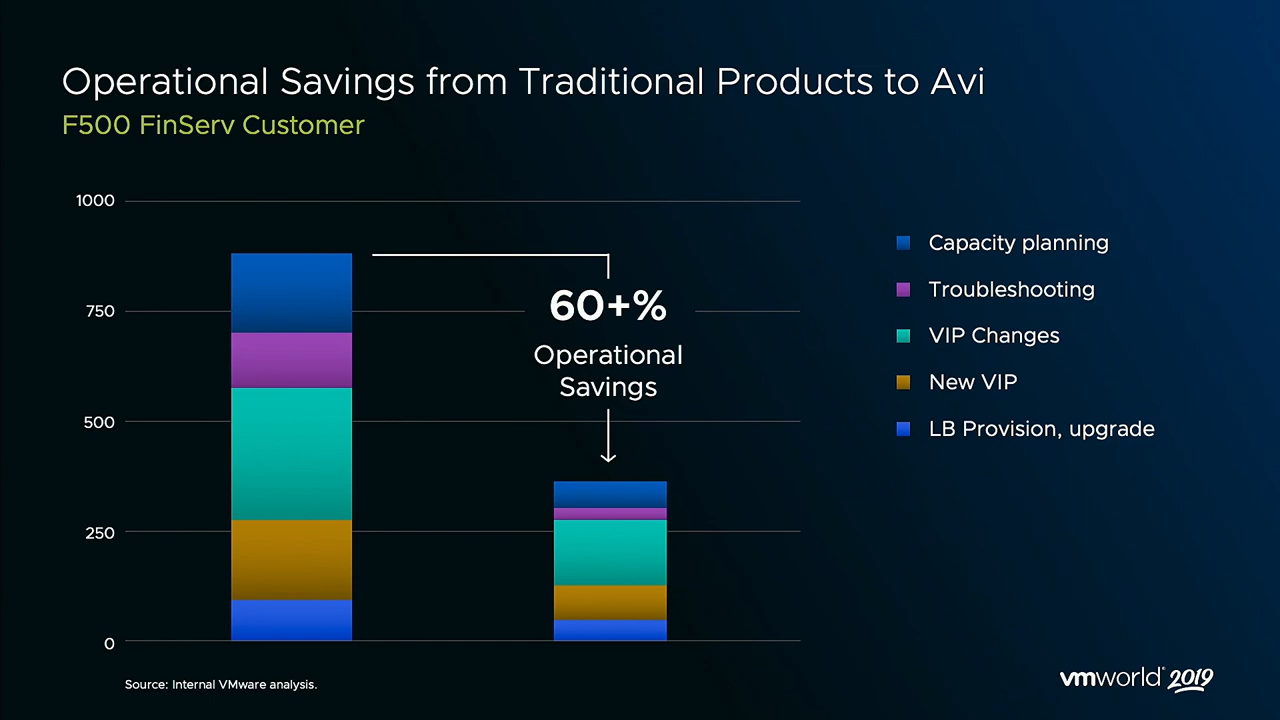 Operational Savings from Traditional Products to Avi
F500 FinServ Customer
1000
750
500
250
0
60+%
Operational
Savings
Capacity planning
Troubleshooting
VIP Changes
New VIP
LB Provision, upgrade
Source: Internal VMware analysis.
vmworld® 2019